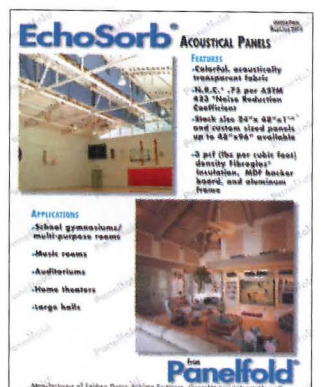 EchoSorb® ACOUSTICAL PANELS
FEATURES
•Colorful, acoustically
transparent fabric
•N.R.C.* .75 per ASTM
423 *Noise Reduction
Coefficient
•Stock size 24"x 48"x1"
and custom sized panels
up to 48"x96" available
•3 pcf (lbs per cubic foot)
density Fibreglas®
insulation, MDF backer
board, and aluminum
frame
APPLICATIONS
•School gymnasiums/
multi-purpose rooms
•Music rooms
•Auditoriums
•Home theaters
•Large halls
from
Panelfold®